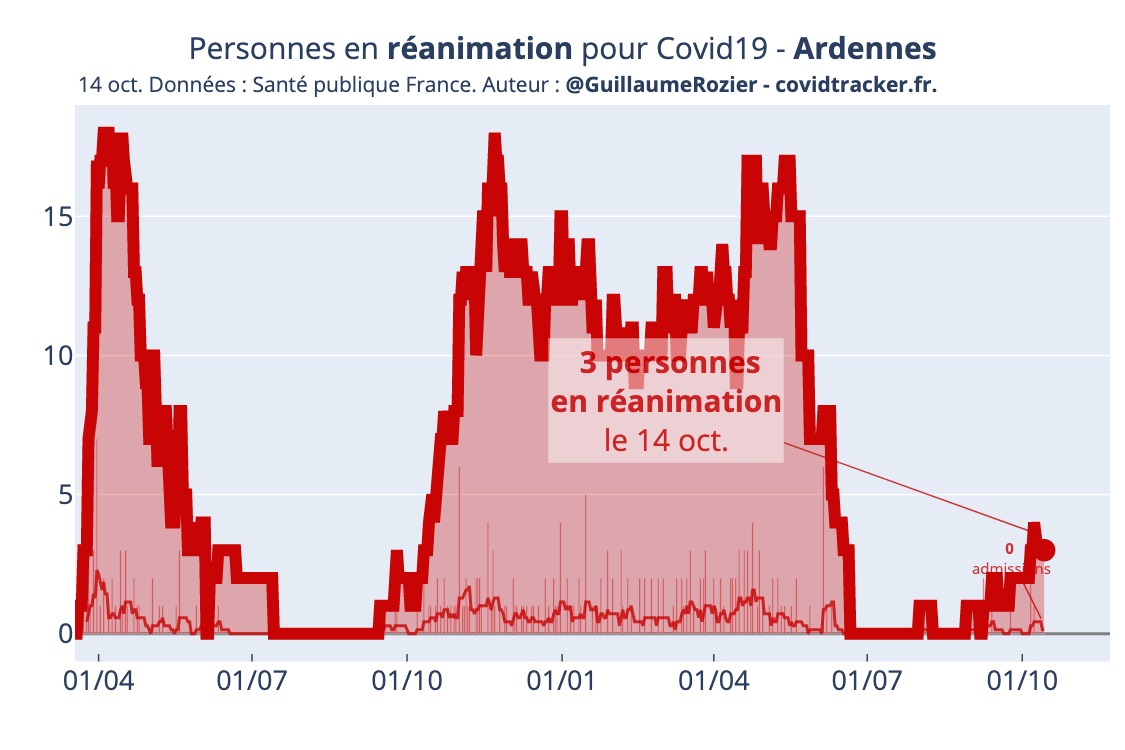 Personnes en réanimation pour Covid19 - Ardennes
14 oct. Données : Santé publique France. Auteur : @GuillaumeRozier - covidtracker.fr.
15
10
5
0
3 personnes
en réanimation
le 14 oct.
0
admissions
01/04
01/07
01/10
01/01
01/04
01/07
01/10